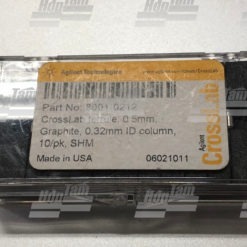 Agilent Technologies
Part No: 8001-0212
CrossLab ferrule, 0.5mm,
Graphite, 0.32mm ID column,
10/pk, SHM
Made in USA
06021011
Agilent
CrossLab